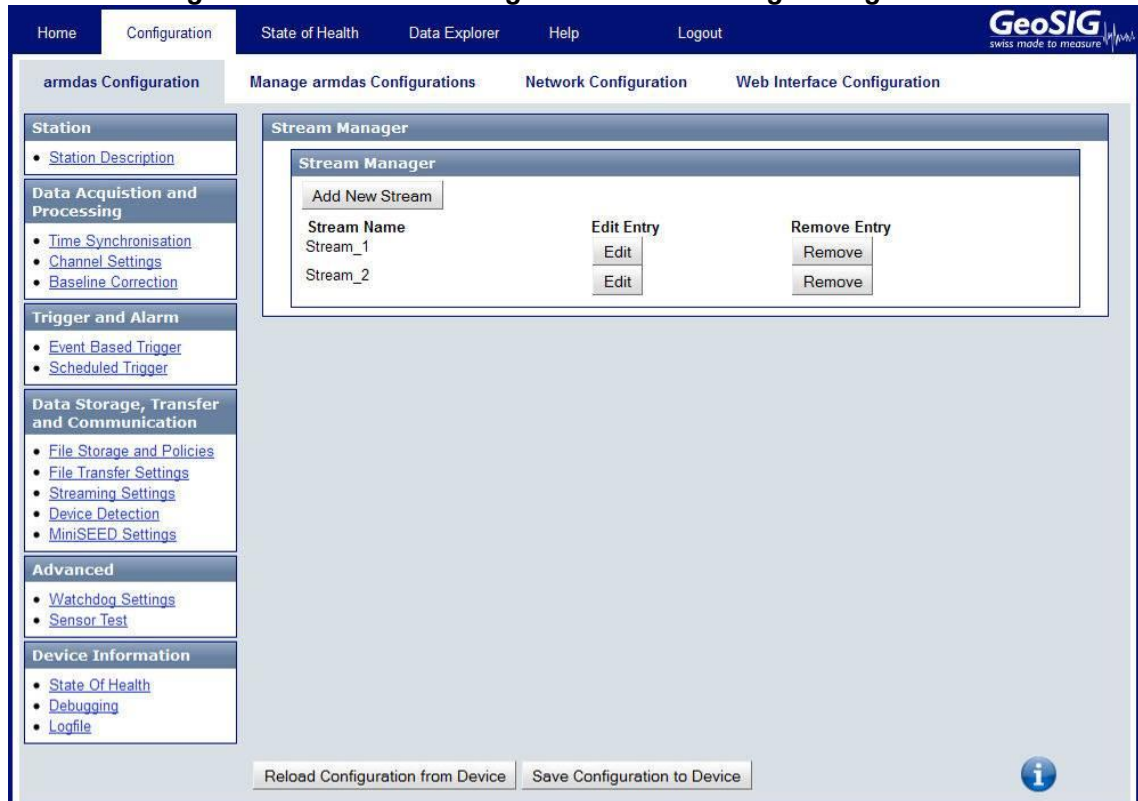 Home
Configuration
State of Health
Data Explorer
Help
Logout
GeoSIG
swiss made to measure
armdas Configuration
Manage armdas Configurations
Network Configuration
Web Interface Configuration
Station
Station Description
Data Acquistion and
Processing
Time Synchronisation
Channel Settings
Baseline Correction
Trigger and Alarm
Event Based Trigger
Scheduled Trigger
Data Storage, Transfer
and Communication
File Storage and Policies
File Transfer Settings
Streaming Settings
Device Detection
MiniSEED Settings
Advanced
Watchdog Settings
Sensor Test
Device Information
State Of Health
Debugging
Logfile
Stream Manager
Stream Manager
Add New Stream
Stream Name Edit Entry Remove Entry
Stream_1 Edit Remove
Stream_2 Edit Remove
Reload Configuration from Device
Save Configuration to Device
i